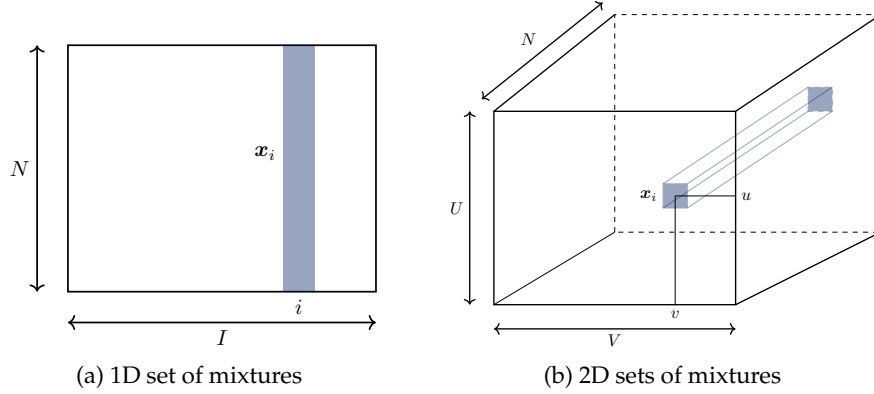 N
x_i
i
I
(a) 1D set of mixtures
N
U
x_i
u
v
V
(b) 2D sets of mixtures